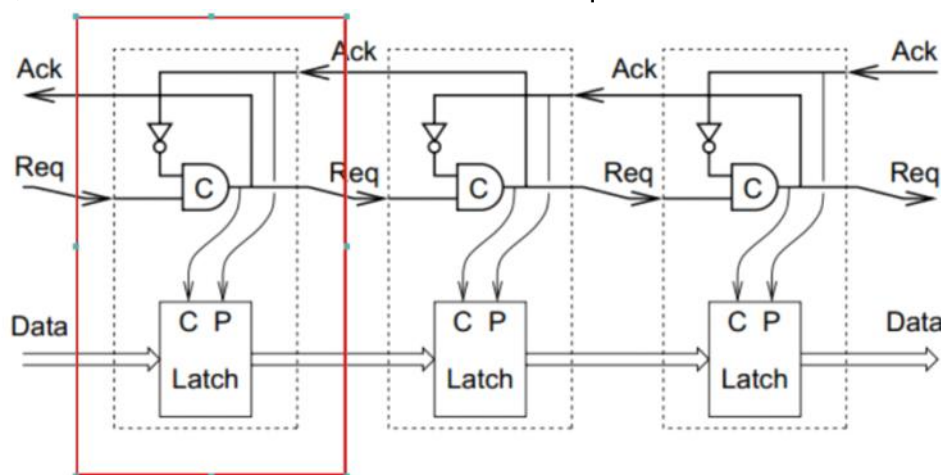 Ack Ack Ack Ack
Req C Req C Req C Req
Data C P C P C P Data
Latch Latch Latch